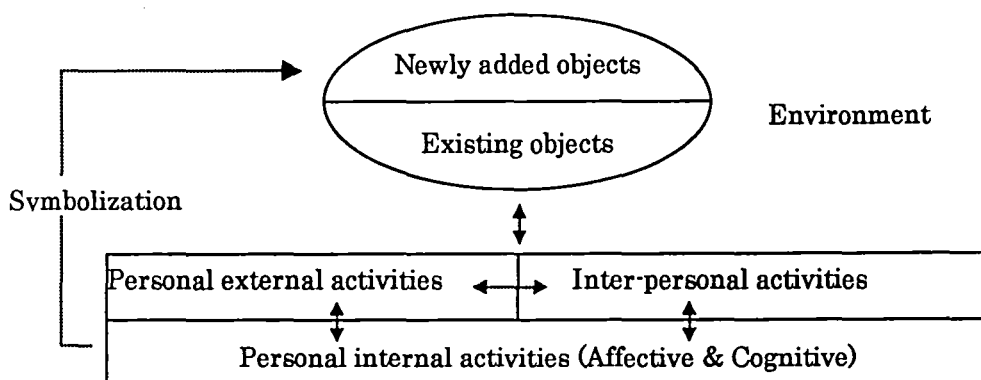 Newly added objects
Existing objects
Environment
Svmbolization
Personal external activities
Inter-personal activities
Personal internal activities (Affective & Cognitive)